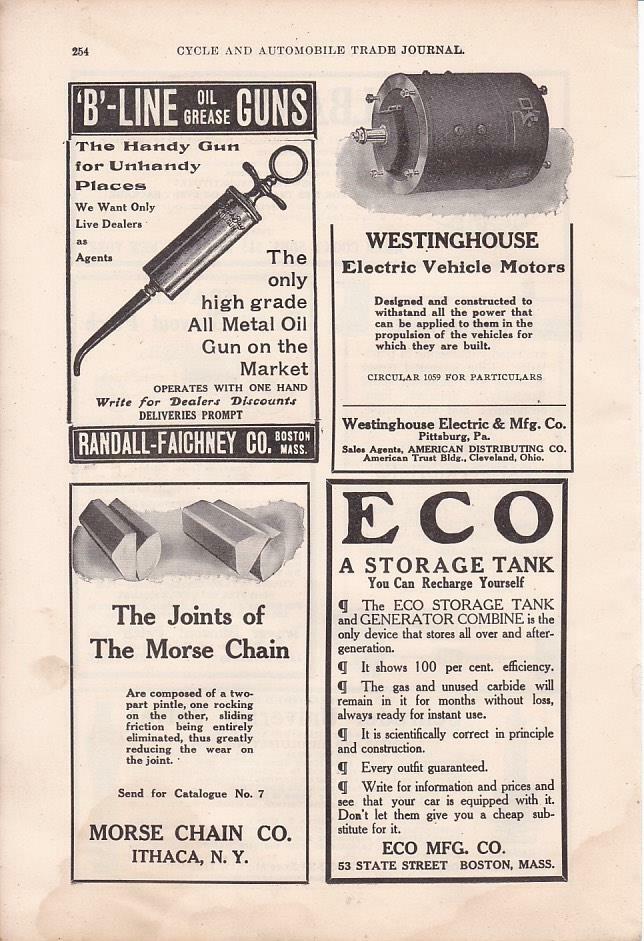 254
CYCLE AND AUTOMOBILE TRADE JOURNAL.
'B'-LINE OIL GREASE GUNS
The Handy Gun
for Unhandy
Places
We Want Only
Live Dealers
as
Agents
The
only
high grade
All Metal Oil
Gun on the
Market
OPERATES WITH ONE HAND
Write for Dealers Discounts
DELIVERIES PROMPT
RANDALL-FAICHNEY CO. BOSTON MASS.
WESTINGHOUSE
Electric Vehicle Motors
Designed and constructed to
withstand all the power that
can be applied to them in the
propulsion of the vehicles for
which they are built.
CIRCULAR 1059 FOR PARTICULARS
Westinghouse Electric & Mfg. Co.
Pittsburg, Pa.
Sales Agents, AMERICAN DISTRIBUTING CO.
American Trust Bldg., Cleveland, Ohio.
The Joints of
The Morse Chain
Are composed of a two-
part pintle, one rocking
on the other, sliding
friction being entirely
eliminated, thus greatly
reducing the wear on
the joint.
Send for Catalogue No. 7
MORSE CHAIN CO.
ITHACA, N. Y.
ECO
A STORAGE TANK
You Can Recharge Yourself
¶ The ECO STORAGE TANK
and GENERATOR COMBINE is the
only device that stores all over and after-
generation.
¶ It shows 100 per cent. efficiency.
¶ The gas and unused carbide will
remain in it for months without loss,
always ready for instant use.
¶ It is scientifically correct in principle
and construction.
¶ Every outfit guaranteed.
¶ Write for information and prices and
see that your car is equipped with it.
Don't let them give you a cheap sub-
stitute for it.
ECO MFG. CO.
53 STATE STREET BOSTON, MASS.